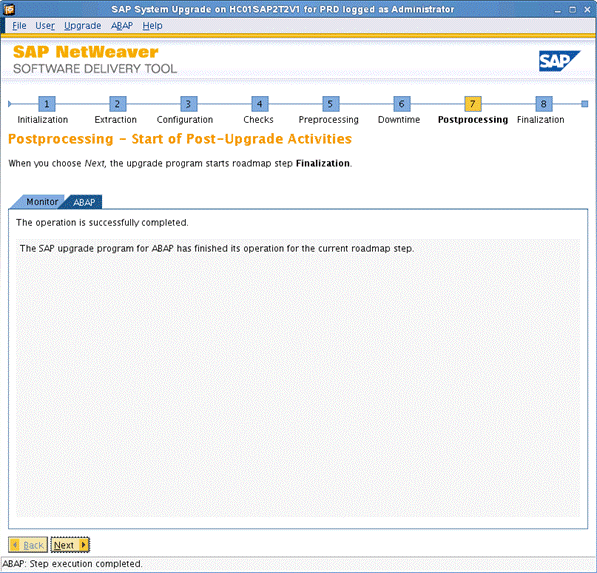 SAP System Upgrade on HC01SAP2T2V1 for PRD logged as Administrator
File User Upgrade ABAP Help
SAP NetWeaver
SOFTWARE DELIVERY TOOL
SAP
1 2 3 4 5 6 7 8
Initialization Extraction Configuration Checks Preprocessing Downtime Postprocessing Finalization
Postprocessing - Start of Post-Upgrade Activities
When you choose Next, the upgrade program starts roadmap step Finalization.
Monitor ABAP
The operation is successfully completed.
The SAP upgrade program for ABAP has finished its operation for the current roadmap step.
Back Next
ABAP: Step execution completed.